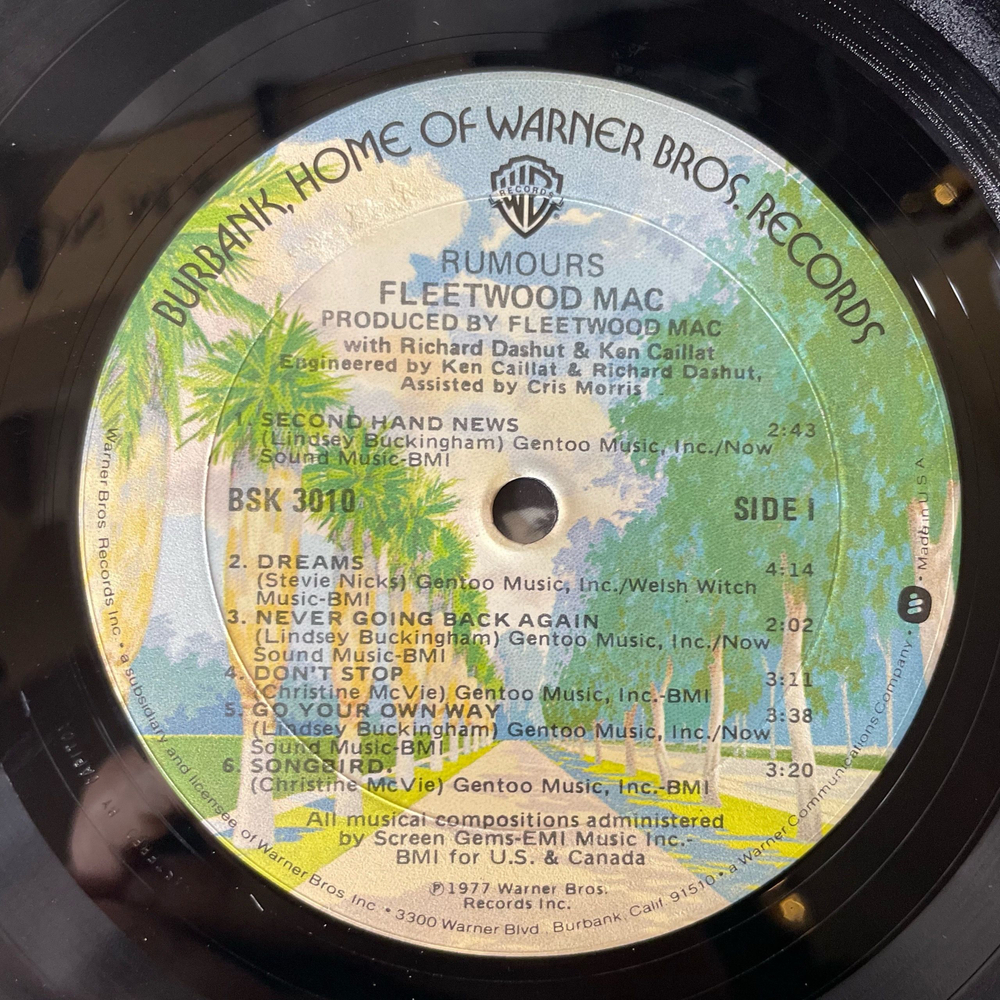 BURBANK, HOME OF WARNER BROS. RECORDS
RECORDS
RUMOURS
FLEETWOOD MAC
PRODUCED BY FLEETWOOD MAC
with Richard Dashut & Ken Caillat
Engineered by Ken Caillat & Richard Dashut,
Assisted by Cris Morris
1. SECOND HAND NEWS 2:43
(Lindsey Buckingham) Gentoo Music, Inc./Now
Sound Music-BMI
BSK 3010 SIDE 1
2. DREAMS 4:14
(Stevie Nicks) Gentoo Music, Inc./Welsh Witch
Music-BMI
3. NEVER GOING BACK AGAIN 2:02
(Lindsey Buckingham) Gentoo Music, Inc./Now
Sound Music-BMI
4. DON'T STOP 3:11
(Christine McVie) Gentoo Music, Inc.-BMI
5. GO YOUR OWN WAY 3:38
(Lindsey Buckingham) Gentoo Music, Inc./Now
Sound Music-BMI
6. SONGBIRD 3:20
(Christine McVie) Gentoo Music, Inc.-BMI
All musical compositions administered
by Screen Gems-EMI Music Inc.-
BMI for U.S. & Canada
℗1977 Warner Bros.
Records Inc.
Warner Bros. Records Inc. • a subsidiary and licensee of Warner Bros. Inc. • 3300 Warner Blvd., Burbank, Calif. 91510 • a Warner Communications Company • Made in U.S.A.